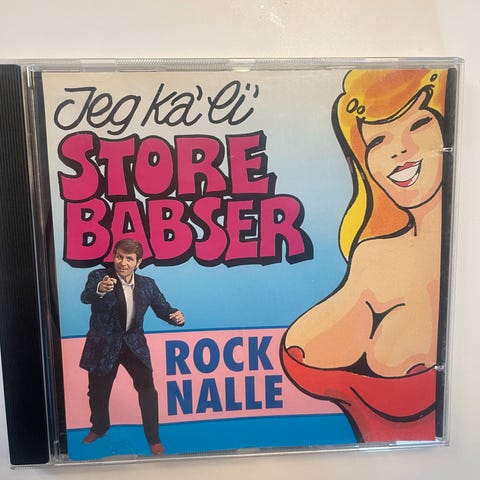 Jeg ka' li'
STORE
BABSER
ROCK
NALLE